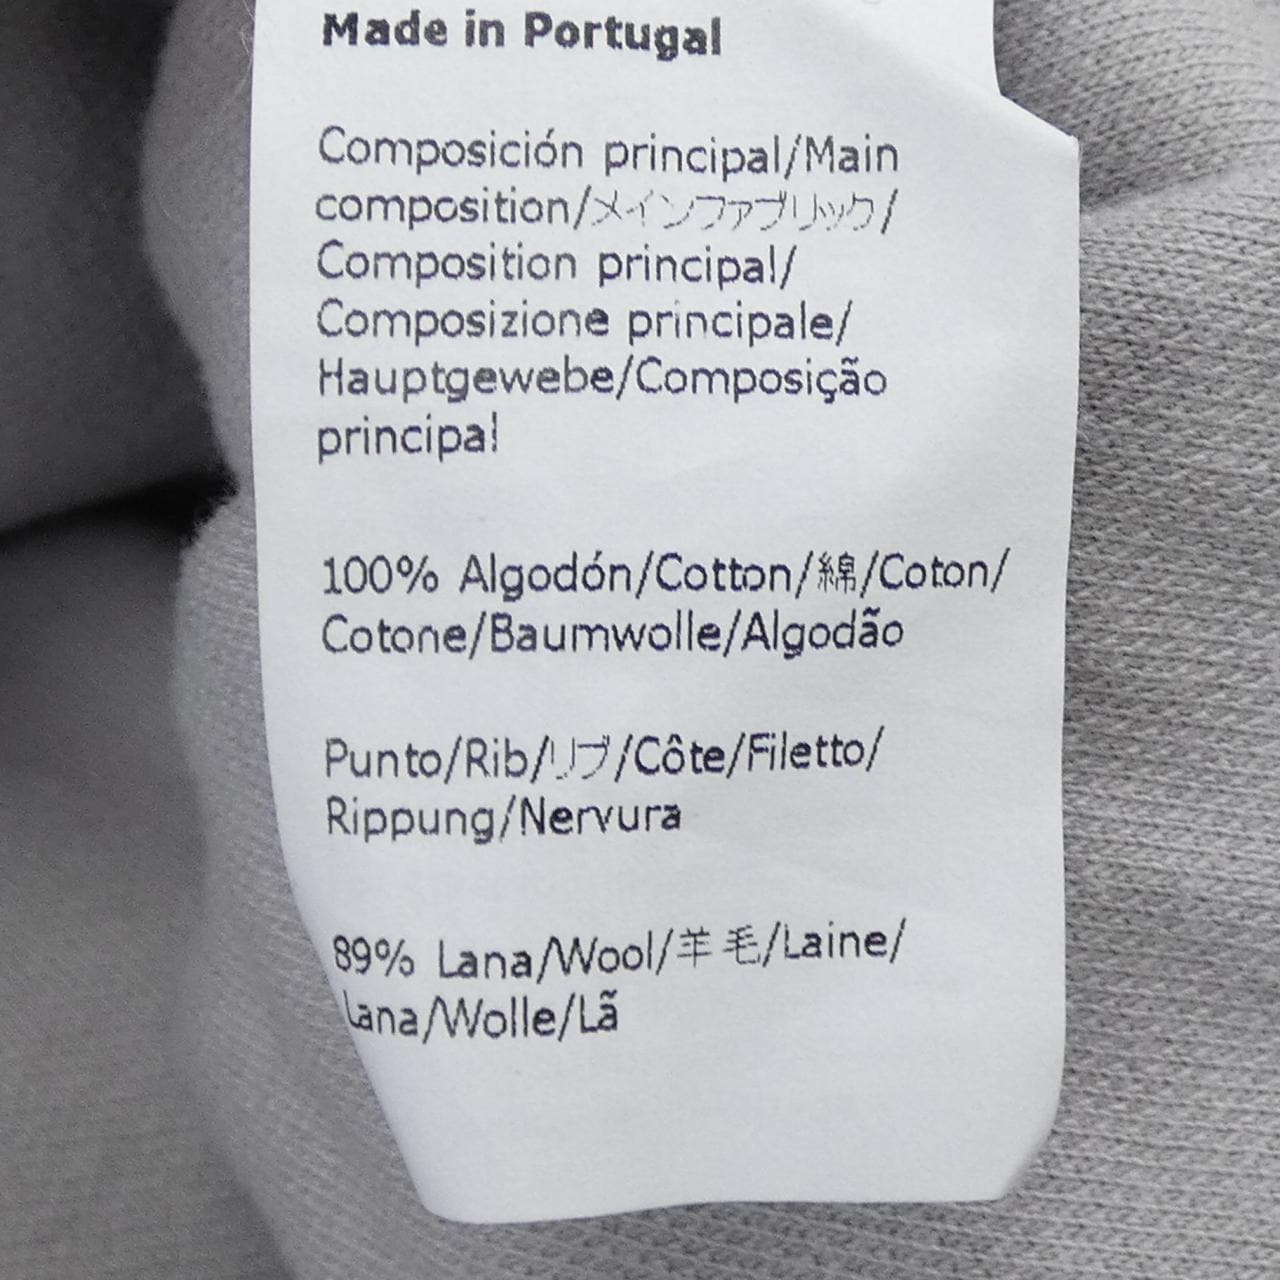 Made in Portugal
Composición principal/Main
composition/メインファブリック/
Composition principal/
Composizione principale/
Hauptgewebe/Composição
principal
100% Algodón/Cotton/綿/Coton/
Cotone/Baumwolle/Algodão
Punto/Rib/リブ/Côte/Filetto/
Rippung/Nervura
89% Lana/Wool/羊毛/Laine/
Lana/Wolle/Lã